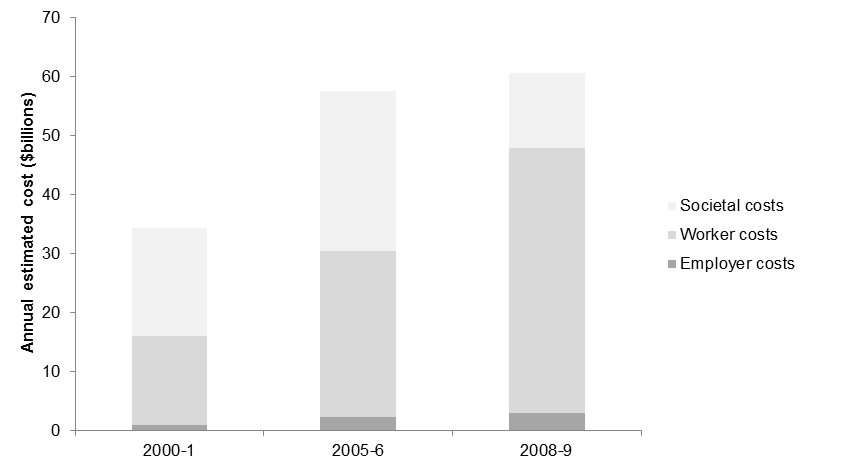 70
60
50
40
30
20
10
0
Annual estimated cost ($billions)
2000-1
2005-6
2008-9
Societal costs
Worker costs
Employer costs